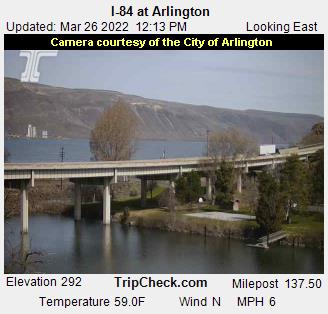 I-84 at Arlington
Updated: Mar 26 2022 12:13 PM Looking East
Camera courtesy of the City of Arlington
Elevation 292 TripCheck.com Milepost 137.50
Temperature 59.0F Wind N MPH 6